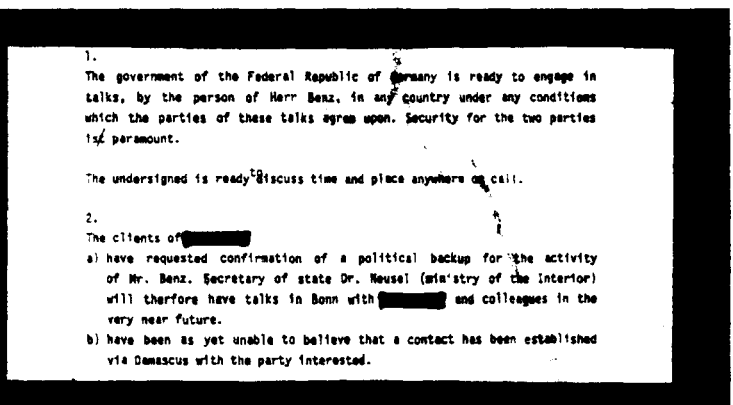 1.
The government of the Federal Republic of Germany is ready to engage in
talks, by the person of Herr Benz, in any country under any conditions
which the parties of these talks agree upon. Security for the two parties
is paramount.
The undersigned is ready to discuss time and place anywhere on call.
2.
The clients of
a) have requested confirmation of a political backup for the activity
of Mr. Benz. Secretary of state Dr. Neusel (ministry of the Interior)
will therfore have talks in Bonn with and colleagues in the
very near future.
b) have been as yet unable to believe that a contact has been established
via Damascus with the party interested.